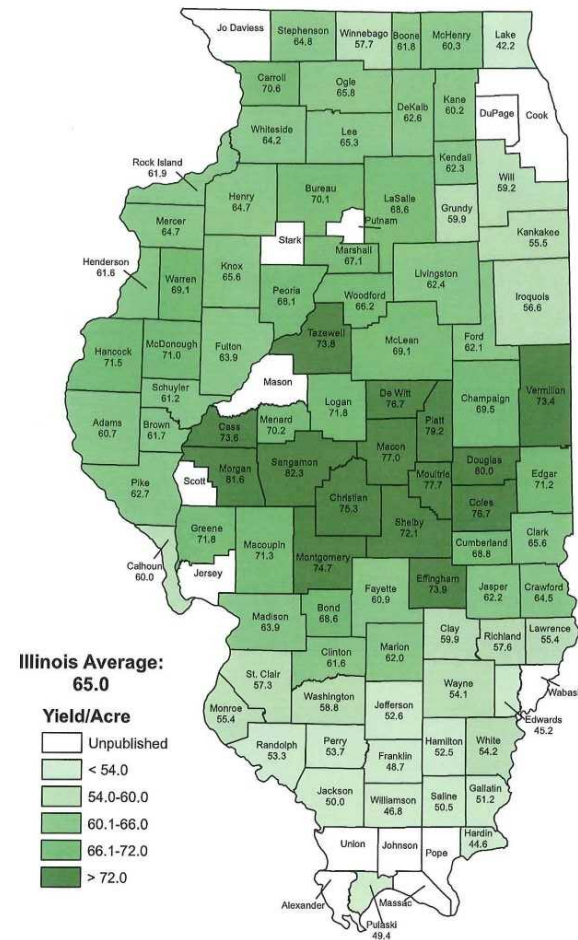 Jo Daviess
Stephenson
64.8
Winnebago
57.7
Boone
61.8
McHenry
60.3
Lake
42.2
Carroll
70.6
Ogle
65.8
DeKalb
62.6
Kane
60.2
DuPage
Cook
Whiteside
64.2
Lee
65.3
Kendall
62.3
Will
59.2
Rock Island
61.9
Henry
64.7
Bureau
70.1
LaSalle
68.6
Grundy
59.9
Mercer
64.7
Stark
Putnam
Kankakee
55.5
Henderson
61.6
Warren
69.1
Knox
65.6
Marshall
67.1
Peoria
68.1
Livingston
62.4
Woodford
66.2
Iroquois
56.6
Tazewell
73.8
McLean
69.1
Ford
62.1
Hancock
71.5
McDonough
71.0
Fulton
63.9
Mason
Schuyler
61.2
Logan
71.8
De Witt
76.7
Champaign
69.5
Vermilion
73.4
Piatt
79.2
Adams
60.7
Brown
61.7
Cass
73.6
Menard
70.2
Macon
77.0
Morgan
81.6
Sangamon
82.3
Moultrie
77.7
Douglas
80.0
Edgar
71.2
Pike
62.7
Scott
Christian
75.3
Coles
76.7
Shelby
72.1
Greene
71.8
Macoupin
71.3
Montgomery
74.7
Cumberland
68.8
Clark
65.6
Calhoun
60.0
Jersey
Effingham
73.9
Fayette
60.9
Jasper
62.2
Crawford
64.5
Madison
63.9
Bond
68.6
Clay
59.9
Richland
57.6
Lawrence
55.4
Clinton
61.6
Marion
62.0
Illinois Average:
65.0
St. Clair
57.3
Wayne
54.1
Wabas
Washington
58.8
Jefferson
52.6
Edwards
45.2
Monroe
55.4
Yield/Acre
Unpublished
< 54.0
54.0-60.0
60.1-66.0
66.1-72.0
> 72.0
Randolph
53.3
Perry
53.7
Hamilton
52.5
White
54.2
Franklin
48.7
Jackson
50.0
Williamson
46.8
Saline
50.5
Gallatin
51.2
Hardin
44.6
Union
Johnson
Pope
Alexander
Massac
Pulaski
49.4